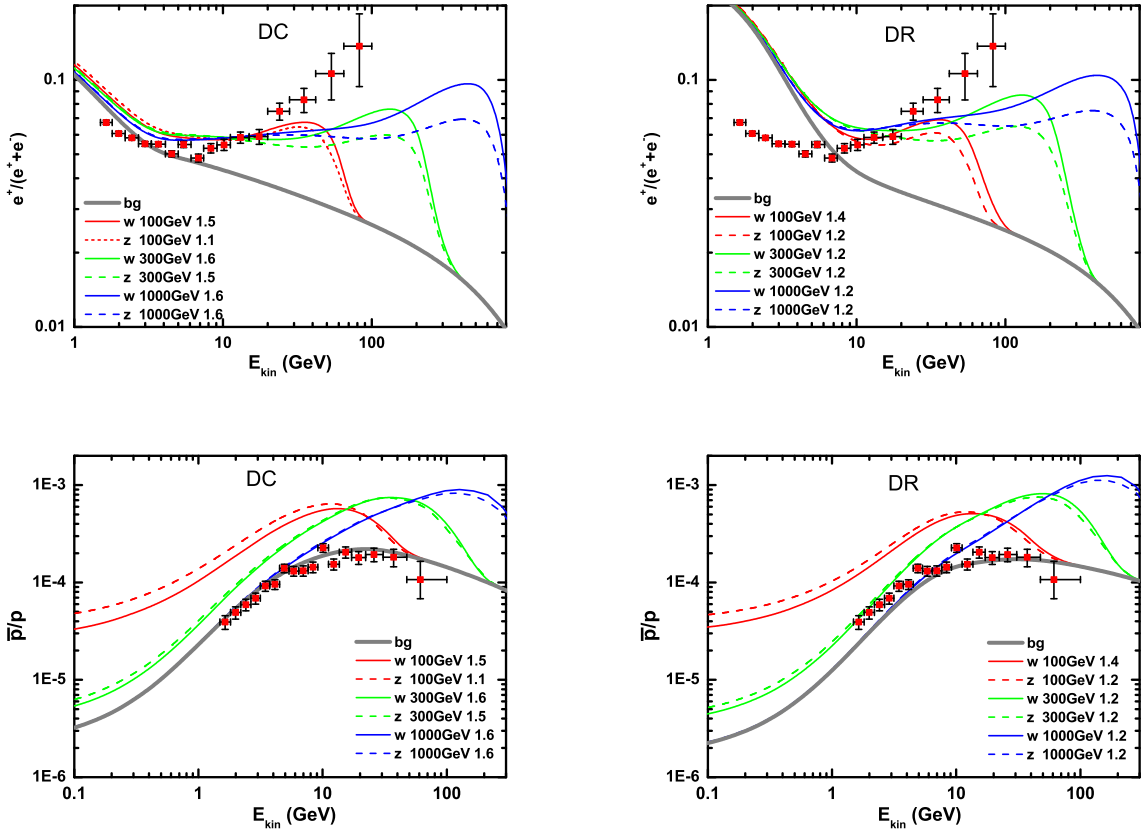 DC
0.1
0.01
e⁺/(e⁺+e⁻)
bg
w 100GeV 1.5
z 100GeV 1.1
w 300GeV 1.6
z 300GeV 1.5
w 1000GeV 1.6
z 1000GeV 1.6
1 10 100
E_kin (GeV)
DR
0.1
0.01
e⁺/(e⁺+e⁻)
bg
w 100GeV 1.4
z 100GeV 1.2
w 300GeV 1.2
z 300GeV 1.2
w 1000GeV 1.2
z 1000GeV 1.2
1 10 100
E_kin (GeV)
DC
1E-3
1E-4
1E-5
1E-6
p̅/p
bg
w 100GeV 1.5
z 100GeV 1.1
w 300GeV 1.6
z 300GeV 1.5
w 1000GeV 1.6
z 1000GeV 1.6
0.1 1 10 100
E_kin (GeV)
DR
1E-3
1E-4
1E-5
1E-6
p̅/p
bg
w 100GeV 1.4
z 100GeV 1.2
w 300GeV 1.2
z 300GeV 1.2
w 1000GeV 1.2
z 1000GeV 1.2
0.1 1 10 100
E_kin (GeV)